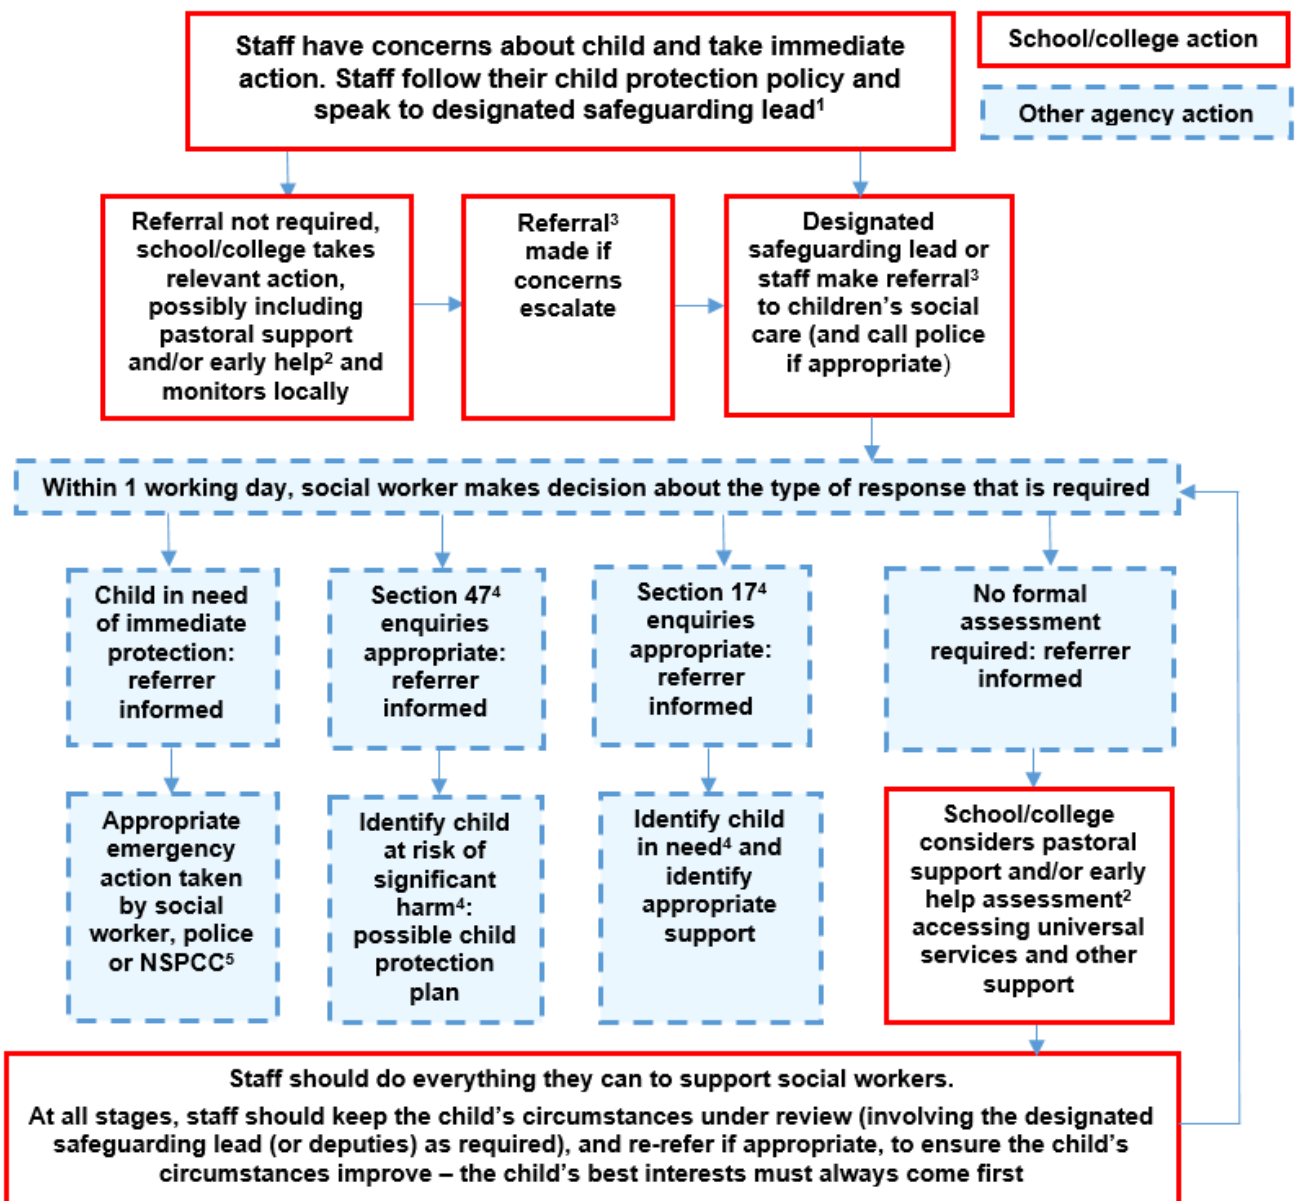 Staff have concerns about child and take immediate
action. Staff follow their child protection policy and
speak to designated safeguarding lead¹
School/college action
Other agency action
Referral not required,
school/college takes
relevant action,
possibly including
pastoral support
and/or early help² and
monitors locally
Referral³
made if
concerns
escalate
Designated
safeguarding lead or
staff make referral³
to children’s social
care (and call police
if appropriate)
Within 1 working day, social worker makes decision about the type of response that is required
Child in need
of immediate
protection:
referrer
informed
Section 47⁴
enquiries
appropriate:
referrer
informed
Section 17⁴
enquiries
appropriate:
referrer
informed
No formal
assessment
required: referrer
informed
Appropriate
emergency
action taken
by social
worker, police
or NSPCC⁵
Identify child
at risk of
significant
harm⁴:
possible child
protection
plan
Identify child
in need⁴ and
identify
appropriate
support
School/college
considers pastoral
support and/or early
help assessment²
accessing universal
services and other
support
Staff should do everything they can to support social workers.
At all stages, staff should keep the child’s circumstances under review (involving the designated
safeguarding lead (or deputies) as required), and re-refer if appropriate, to ensure the child’s
circumstances improve – the child’s best interests must always come first